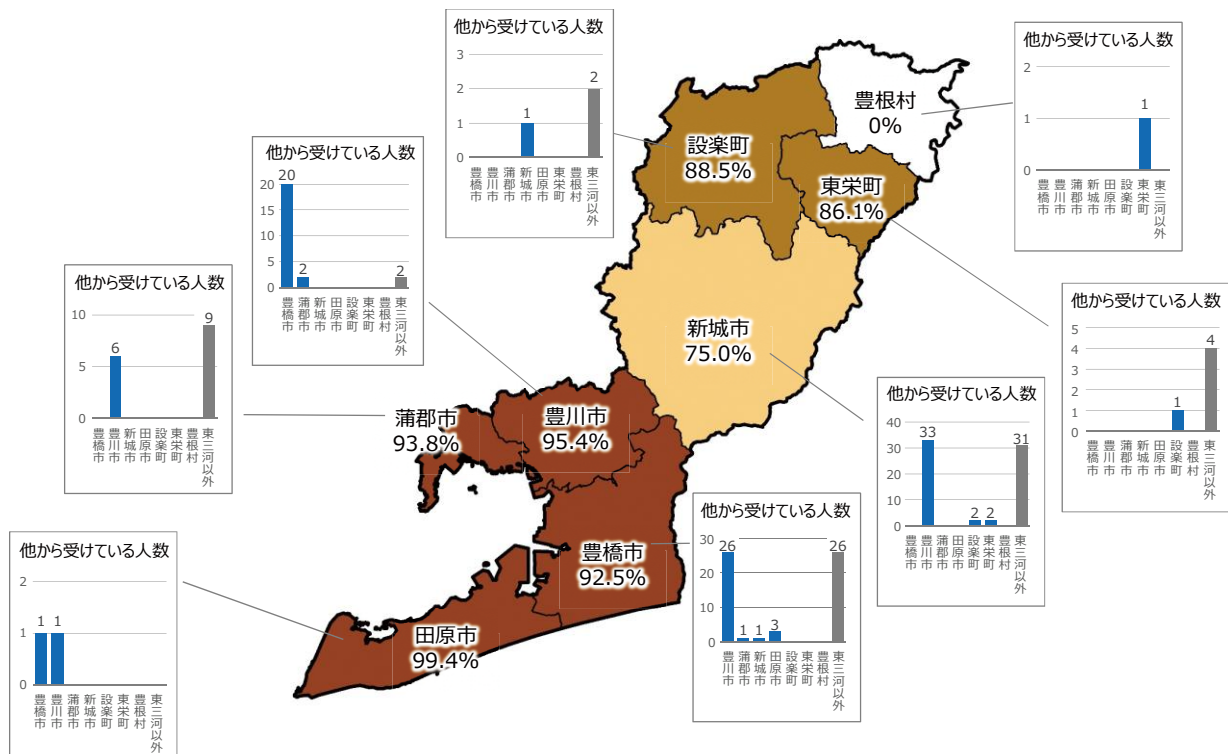 他から受けている人数
3
2
1
0
1
2
豊橋市
豊川市
蒲郡市
新城市
田原市
東栄町
豊根村
東三河以外
他から受けている人数
2
1
0
1
豊橋市
豊川市
蒲郡市
新城市
田原市
設楽町
東栄町
東三河以外
他から受けている人数
20
15
10
5
0
20
2
2
豊橋市
蒲郡市
新城市
田原市
設楽町
東栄町
豊根村
東三河以外
豊根村
0%
設楽町
88.5%
東栄町
86.1%
他から受けている人数
10
5
0
6
9
豊橋市
豊川市
新城市
田原市
設楽町
東栄町
豊根村
東三河以外
他から受けている人数
5
4
3
2
1
0
1
4
豊橋市
豊川市
蒲郡市
新城市
田原市
設楽町
豊根村
東三河以外
新城市
75.0%
他から受けている人数
40
30
20
10
0
33
2
2
31
豊橋市
豊川市
蒲郡市
田原市
設楽町
東栄町
豊根村
東三河以外
蒲郡市
93.8%
豊川市
95.4%
他から受けている人数
30
20
10
0
26
1
1
3
26
豊川市
蒲郡市
新城市
田原市
設楽町
東栄町
豊根村
東三河以外
豊橋市
92.5%
他から受けている人数
2
1
0
1
1
豊橋市
豊川市
蒲郡市
新城市
設楽町
東栄町
豊根村
東三河以外
田原市
99.4%